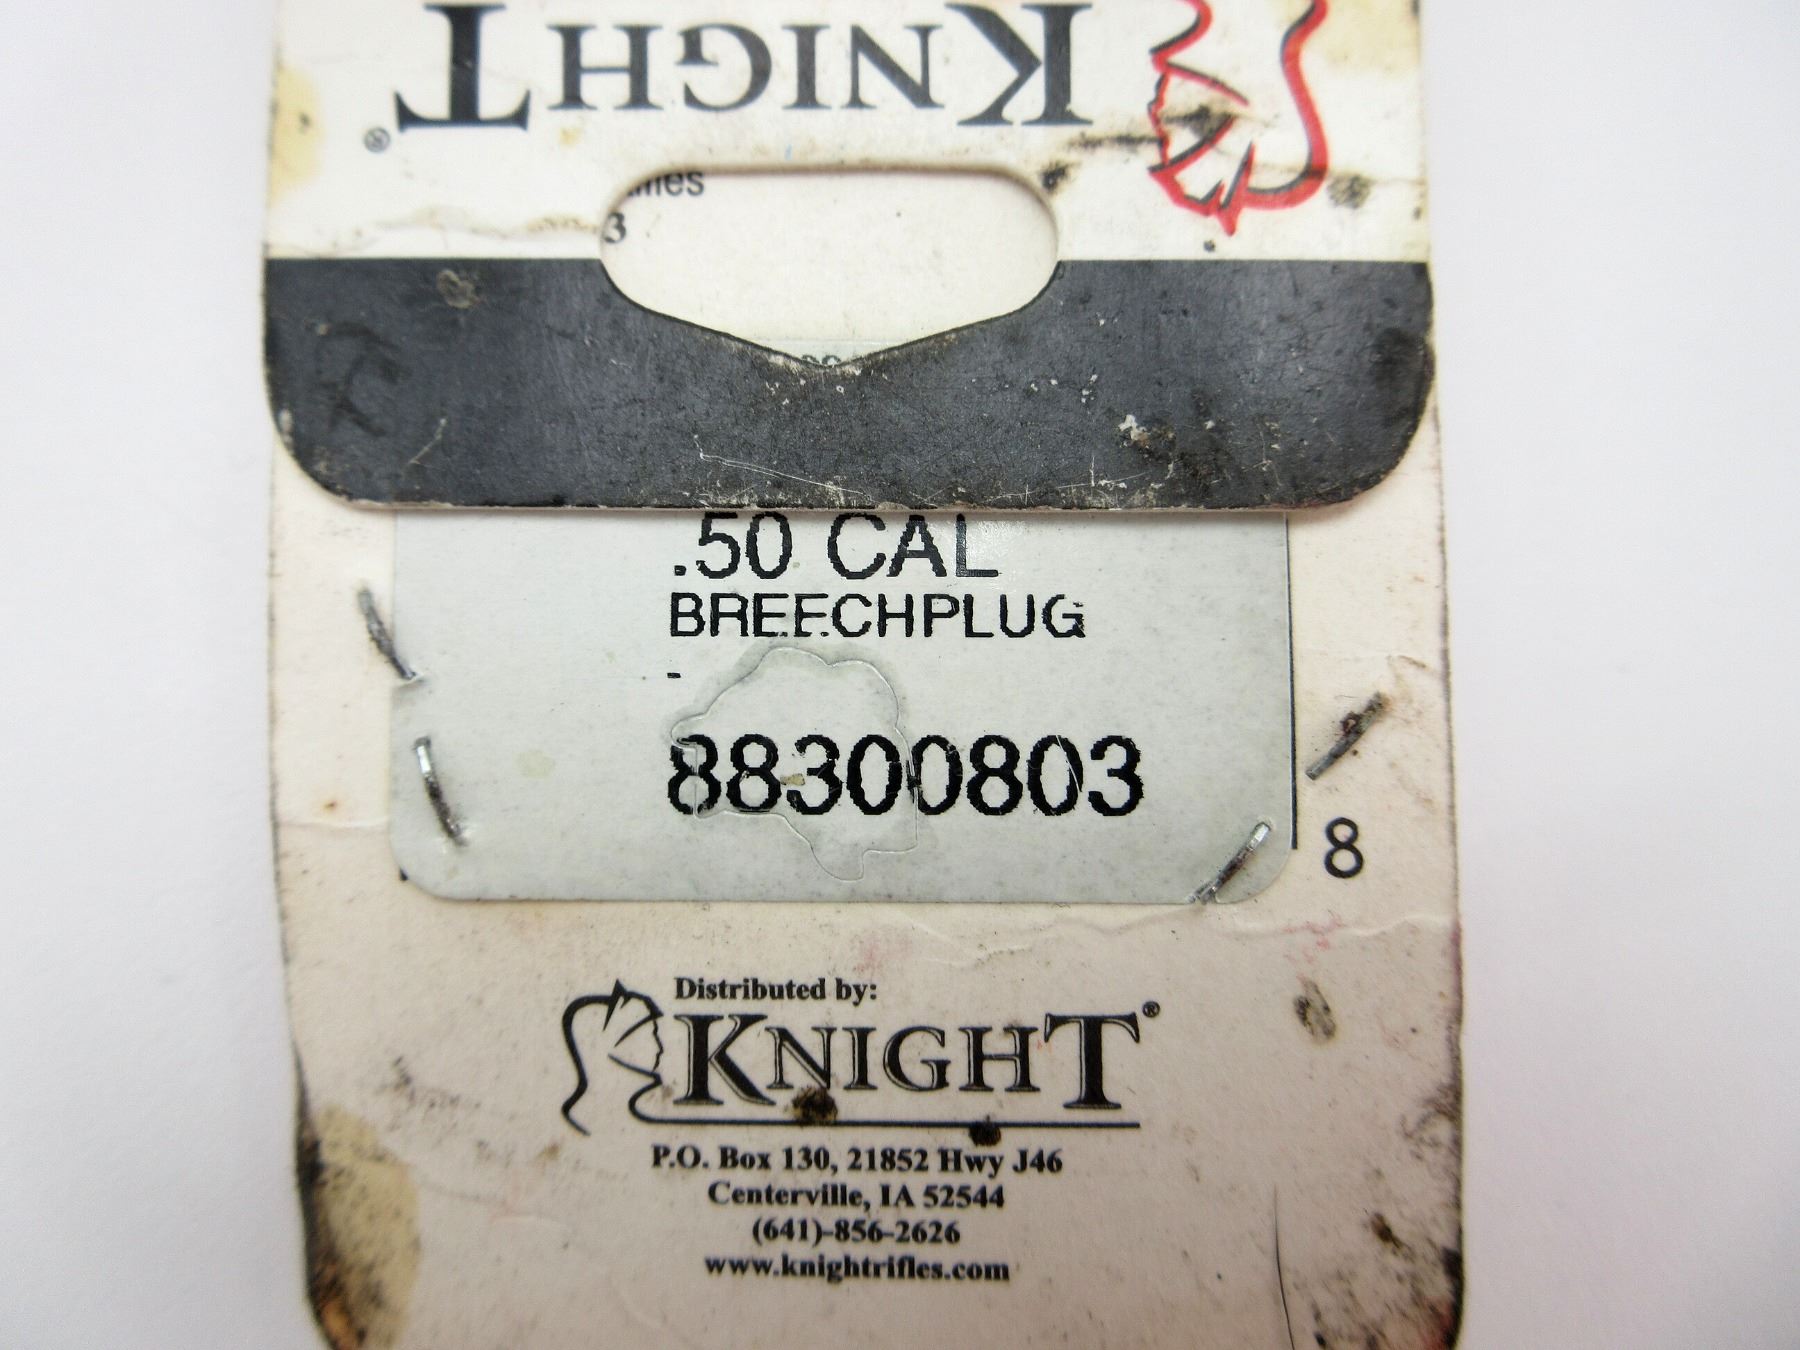 KNIGHT®
3
.50 CAL
BREECHPLUG
-
88300803
8
Distributed by:
KNIGHT®
P.O. Box 130, 21852 Hwy J46
Centerville, IA 52544
(641)-856-2626
www.knightrifles.com